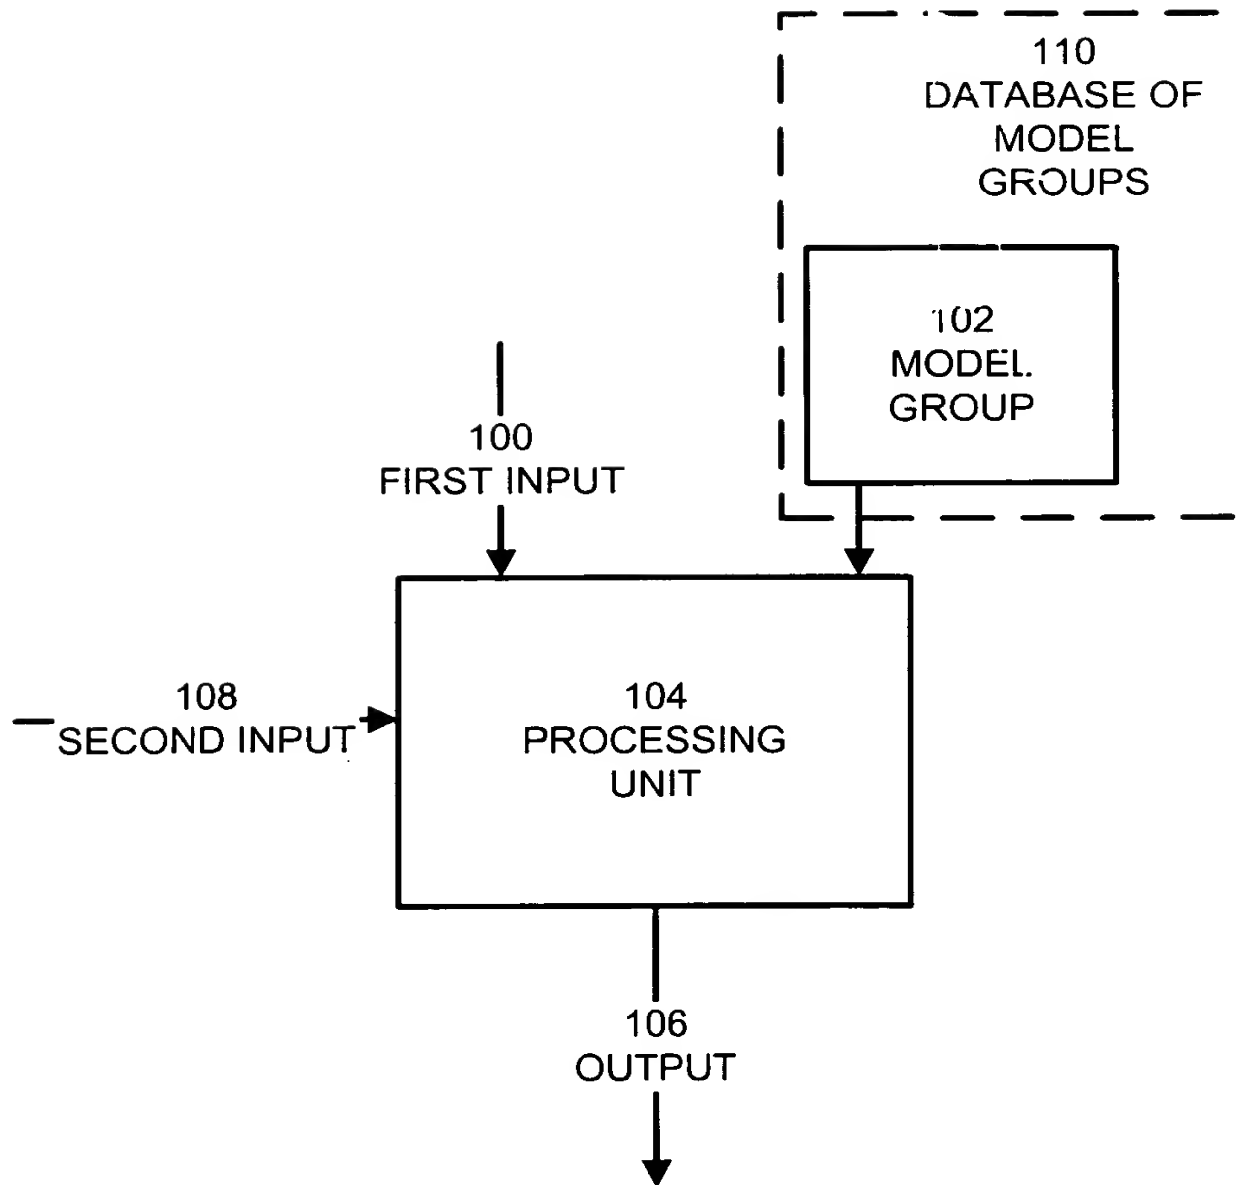 110
DATABASE OF
MODEL
GROUPS
102
MODEL
GROUP
100
FIRST INPUT
108
SECOND INPUT
104
PROCESSING
UNIT
106
OUTPUT